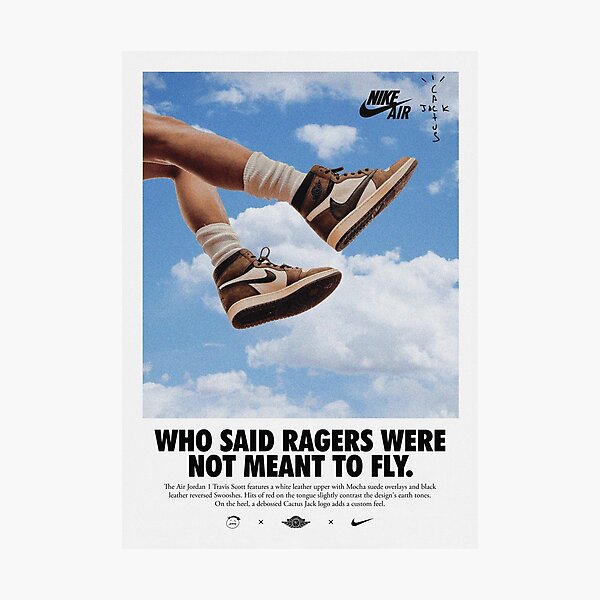 NIKE
AIR
CACTUS
JACK
WHO SAID RAGERS WERE
NOT MEANT TO FLY.
The Air Jordan 1 Travis Scott features a white leather upper with Mocha suede overlays and black
leather reversed Swooshes. Hits of red on the tongue slightly contrast the design's earth tones.
On the heel, a debossed Cactus Jack logo adds a custom feel.
× ×